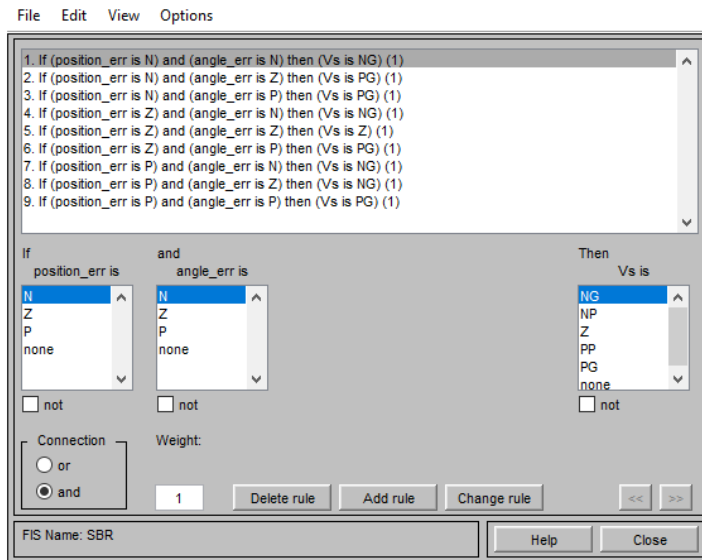 File Edit View Options
1. If (position_err is N) and (angle_err is N) then (Vs is NG) (1)
2. If (position_err is N) and (angle_err is Z) then (Vs is PG) (1)
3. If (position_err is N) and (angle_err is P) then (Vs is PG) (1)
4. If (position_err is Z) and (angle_err is N) then (Vs is NG) (1)
5. If (position_err is Z) and (angle_err is Z) then (Vs is Z) (1)
6. If (position_err is Z) and (angle_err is P) then (Vs is PG) (1)
7. If (position_err is P) and (angle_err is N) then (Vs is NG) (1)
8. If (position_err is P) and (angle_err is Z) then (Vs is NG) (1)
9. If (position_err is P) and (angle_err is P) then (Vs is PG) (1)
If
position_err is
N
Z
P
none
not
and
angle_err is
N
Z
P
none
not
Then
Vs is
NG
NP
Z
PP
PG
none
not
Connection
or
and
Weight:
1
Delete rule
Add rule
Change rule
<<
>>
FIS Name: SBR
Help
Close